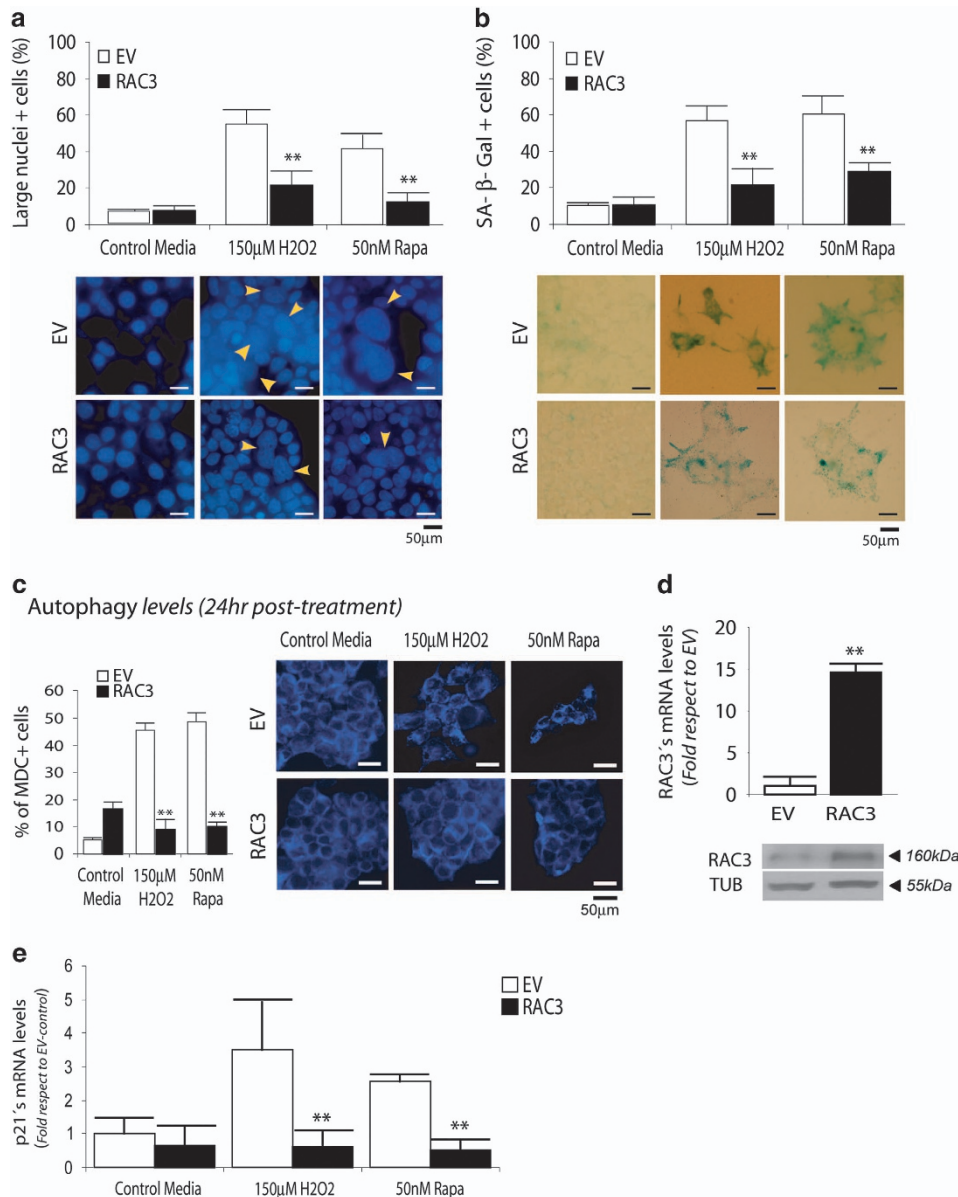 a
Large nuclei + cells (%)
100
80
60
40
20
0
EV
RAC3
**
**
Control Media 150μM H2O2 50nM Rapa
EV
RAC3
50μm
b
SA- β- Gal + cells (%)
100
80
60
40
20
0
EV
RAC3
**
**
Control Media 150μM H2O2 50nM Rapa
EV
RAC3
50μm
c
Autophagy levels (24hr post-treatment)
% of MDC+ cells
60
50
40
30
20
10
0
EV
RAC3
**
**
Control Media
150μM H2O2
50nM Rapa
Control Media 150μM H2O2 50nM Rapa
EV
RAC3
50μm
d
RAC3´s mRNA levels
(Fold respect to EV)
20
15
10
5
0
**
EV RAC3
RAC3 160kDa
TUB 55kDa
e
p21´s mRNA levels
(Fold respect to EV-control)
6
5
4
3
2
1
0
EV
RAC3
**
**
Control Media 150μM H2O2 50nM Rapa